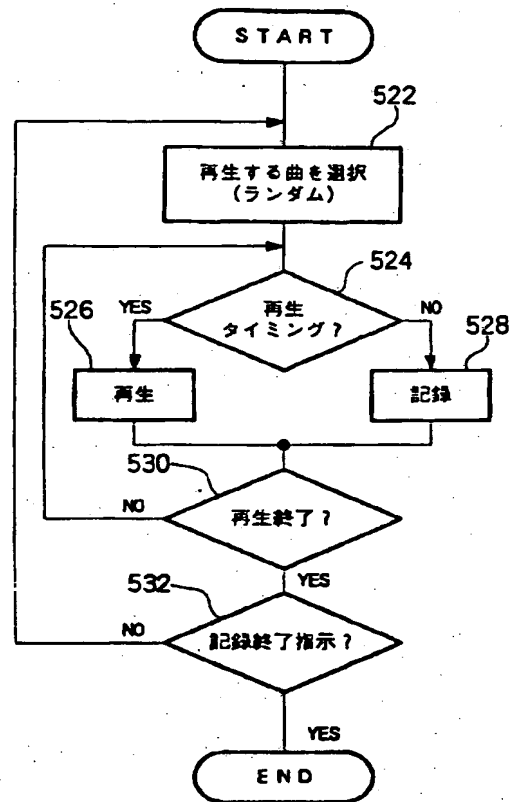 START
522
再生する曲を選択
(ランダム)
524
再生
タイミング?
YES
NO
526
528
再生
記録
530
再生終了?
NO
YES
532
記録終了指示?
NO
YES
END